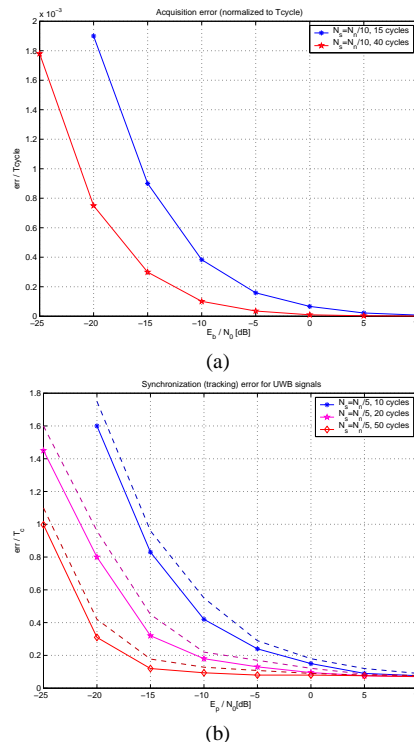 x 10⁻³
Acquisition error (normalized to Tcycle)
2
1.8
1.6
1.4
1.2
1
0.8
0.6
0.4
0.2
0
err / Tcycle
Nₛ=Nₙ/10, 15 cycles
Nₛ=Nₙ/10, 40 cycles
−25 −20 −15 −10 −5 0 5
E_b / N₀ [dB]
(a)
Synchronization (tracking) error for UWB signals
1.8
1.6
1.4
1.2
1
0.8
0.6
0.4
0.2
0
err / T_c
Nₛ=Nₙ/5, 10 cycles
Nₛ=Nₙ/5, 20 cycles
Nₛ=Nₙ/5, 50 cycles
−25 −20 −15 −10 −5 0 5
E_p / N₀[dB]
(b)